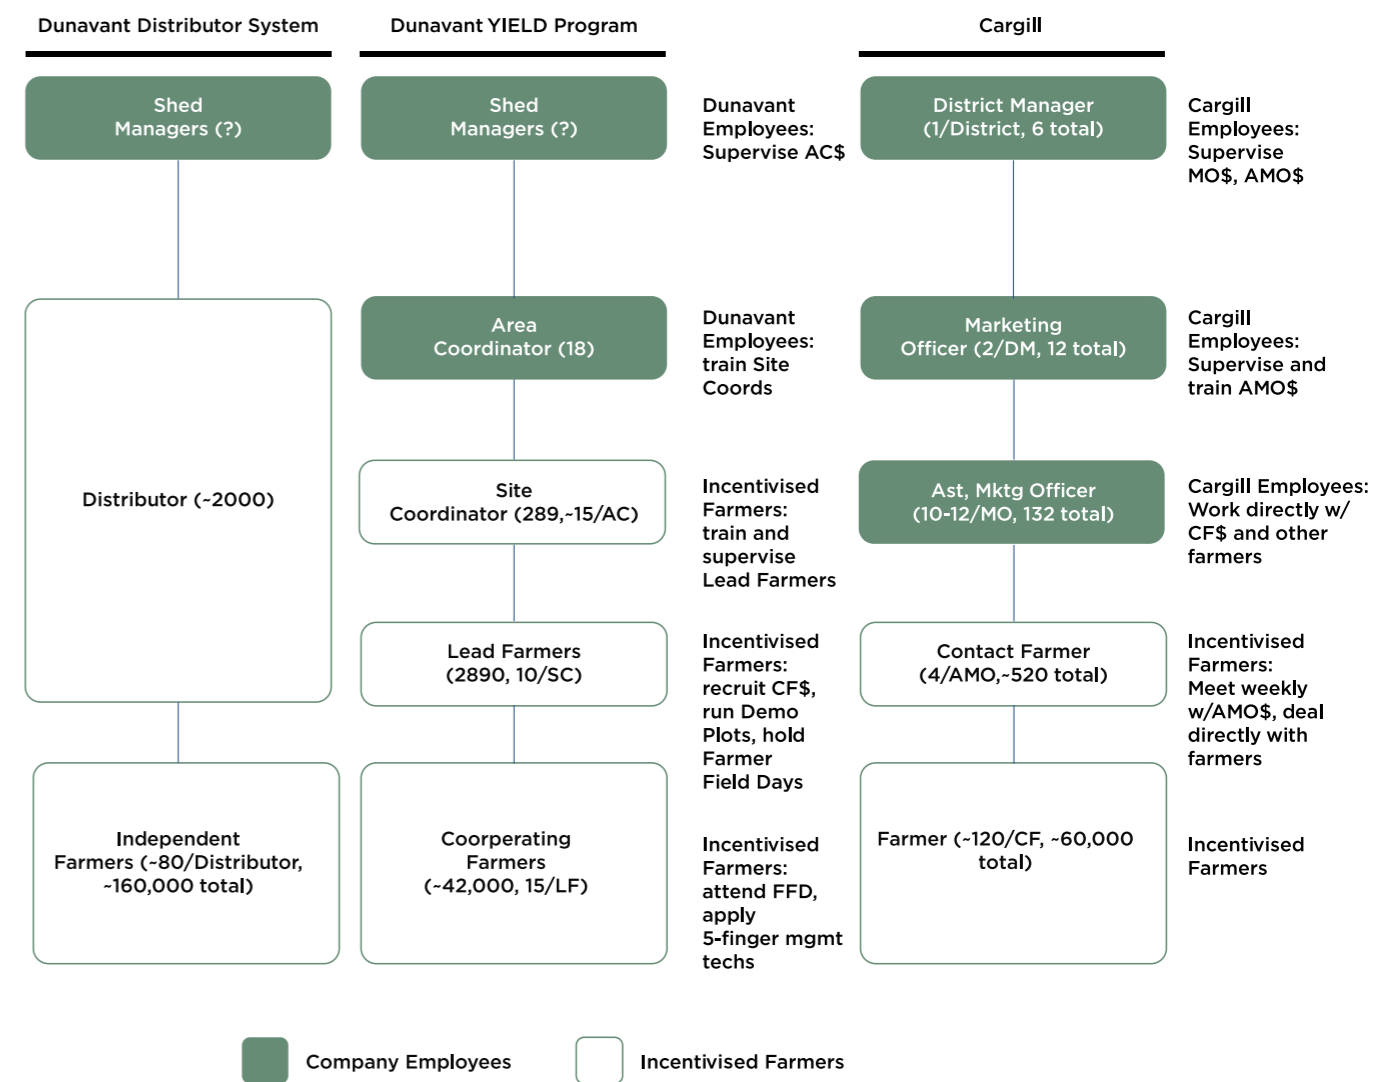 Dunavant Distributor System
Dunavant YIELD Program
Cargill
Shed
Managers (?)
Shed
Managers (?)
Dunavant
Employees:
Supervise AC$
District Manager
(1/District, 6 total)
Cargill
Employees:
Supervise
MO$, AMO$
Distributor (~2000)
Area
Coordinator (18)
Dunavant
Employees:
train Site
Coords
Marketing
Officer (2/DM, 12 total)
Cargill
Employees:
Supervise and
train AMO$
Site
Coordinator (289,~15/AC)
Incentivised
Farmers:
train and
supervise
Lead Farmers
Ast, Mktg Officer
(10-12/MO, 132 total)
Cargill Employees:
Work directly w/
CF$ and other
farmers
Lead Farmers
(2890, 10/SC)
Incentivised
Farmers:
recruit CF$,
run Demo
Plots, hold
Farmer
Field Days
Contact Farmer
(4/AMO,~520 total)
Incentivised
Farmers:
Meet weekly
w/AMO$, deal
directly with
farmers
Independent
Farmers (~80/Distributor,
~160,000 total)
Coorperating
Farmers
(~42,000, 15/LF)
Incentivised
Farmers:
attend FFD,
apply
5-finger mgmt
techs
Farmer (~120/CF, ~60,000
total)
Incentivised
Farmers
Company Employees
Incentivised Farmers